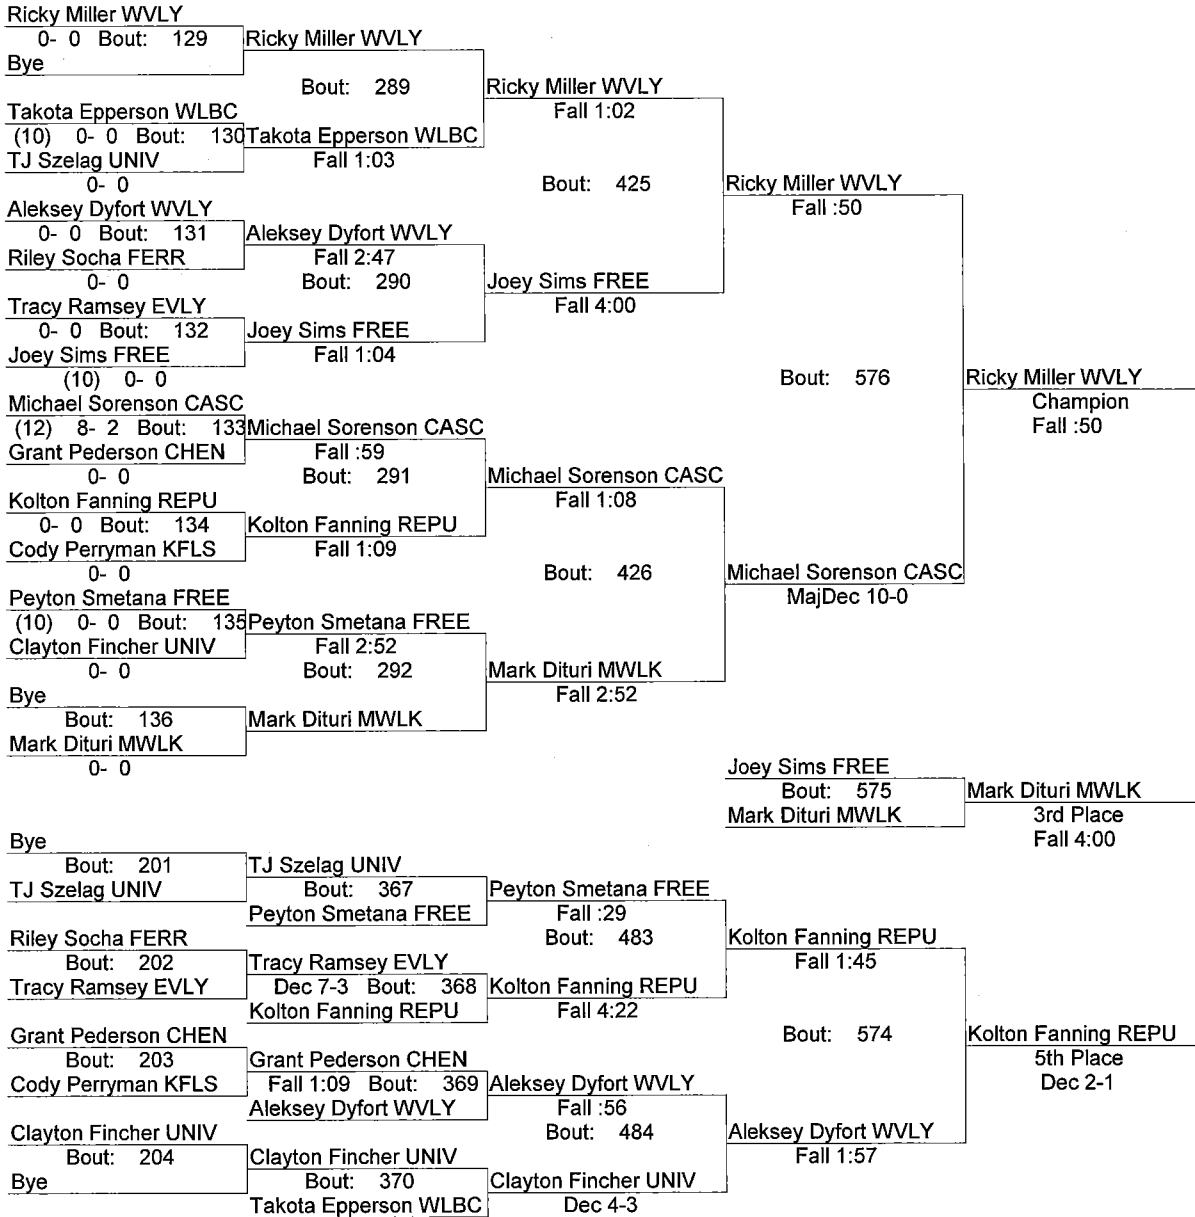 Ricky Miller WVLY
0- 0 Bout: 129
Bye
Ricky Miller WVLY
Bout: 289
Takota Epperson WLBC
(10) 0- 0 Bout: 130
TJ Szelag UNIV
0- 0
Takota Epperson WLBC
Fall 1:03
Ricky Miller WVLY
Fall 1:02
Bout: 425
Aleksey Dyfort WVLY
0- 0 Bout: 131
Riley Socha FERR
0- 0
Aleksey Dyfort WVLY
Fall 2:47
Bout: 290
Tracy Ramsey EVLY
0- 0 Bout: 132
Joey Sims FREE
(10) 0- 0
Joey Sims FREE
Fall 1:04
Joey Sims FREE
Fall 4:00
Ricky Miller WVLY
Fall :50
Bout: 576
Ricky Miller WVLY
Champion
Fall :50
Michael Sorenson CASC
(12) 8- 2 Bout: 133
Grant Pederson CHEN
0- 0
Michael Sorenson CASC
Fall :59
Bout: 291
Kolton Fanning REPU
0- 0 Bout: 134
Cody Perryman KFLS
0- 0
Kolton Fanning REPU
Fall 1:09
Michael Sorenson CASC
Fall 1:08
Bout: 426
Peyton Smetana FREE
(10) 0- 0 Bout: 135
Clayton Fincher UNIV
0- 0
Peyton Smetana FREE
Fall 2:52
Bout: 292
Bye
Bout: 136
Mark Dituri MWLK
0- 0
Mark Dituri MWLK
Mark Dituri MWLK
Fall 2:52
Michael Sorenson CASC
MajDec 10-0
Joey Sims FREE
Bout: 575
Mark Dituri MWLK
Mark Dituri MWLK
3rd Place
Fall 4:00
Bye
Bout: 201
TJ Szelag UNIV
TJ Szelag UNIV
Bout: 367
Peyton Smetana FREE
Peyton Smetana FREE
Fall :29
Bout: 483
Riley Socha FERR
Bout: 202
Tracy Ramsey EVLY
Tracy Ramsey EVLY
Dec 7-3 Bout: 368
Kolton Fanning REPU
Kolton Fanning REPU
Fall 4:22
Kolton Fanning REPU
Fall 1:45
Bout: 574
Kolton Fanning REPU
5th Place
Dec 2-1
Grant Pederson CHEN
Bout: 203
Cody Perryman KFLS
Grant Pederson CHEN
Fall 1:09 Bout: 369
Aleksey Dyfort WVLY
Aleksey Dyfort WVLY
Fall :56
Bout: 484
Clayton Fincher UNIV
Bout: 204
Bye
Clayton Fincher UNIV
Bout: 370
Takota Epperson WLBC
Clayton Fincher UNIV
Dec 4-3
Aleksey Dyfort WVLY
Fall 1:57